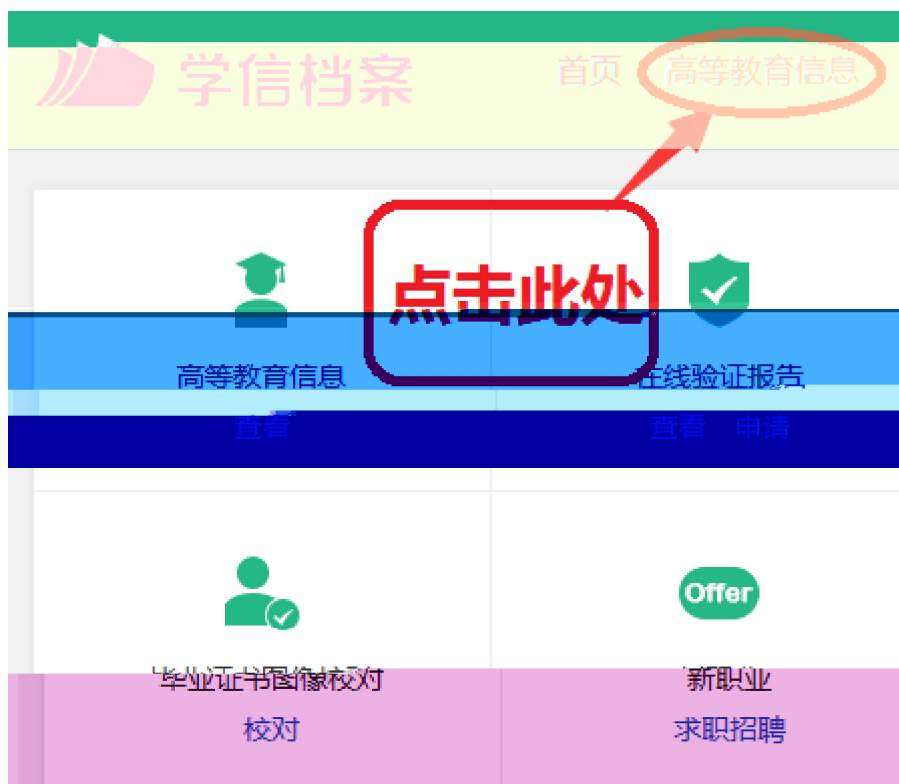 学信档案 首页 高等教育信息
点击此处
高等教育信息 在线验证报告
查看 查看 申请
Offer
毕业证书图像校对 新职业
校对 求职招聘